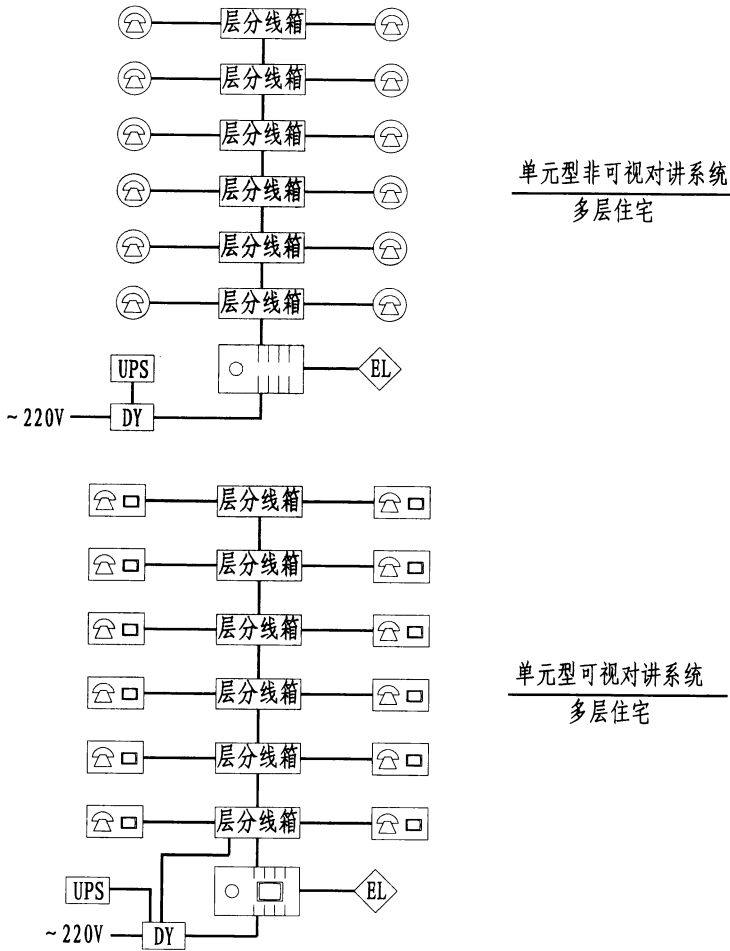 层分线箱
层分线箱
层分线箱
层分线箱
层分线箱
层分线箱
单元型非可视对讲系统
多层住宅
UPS
EL
~220V
DY
层分线箱
层分线箱
层分线箱
层分线箱
层分线箱
层分线箱
单元型可视对讲系统
多层住宅
UPS
EL
~220V
DY